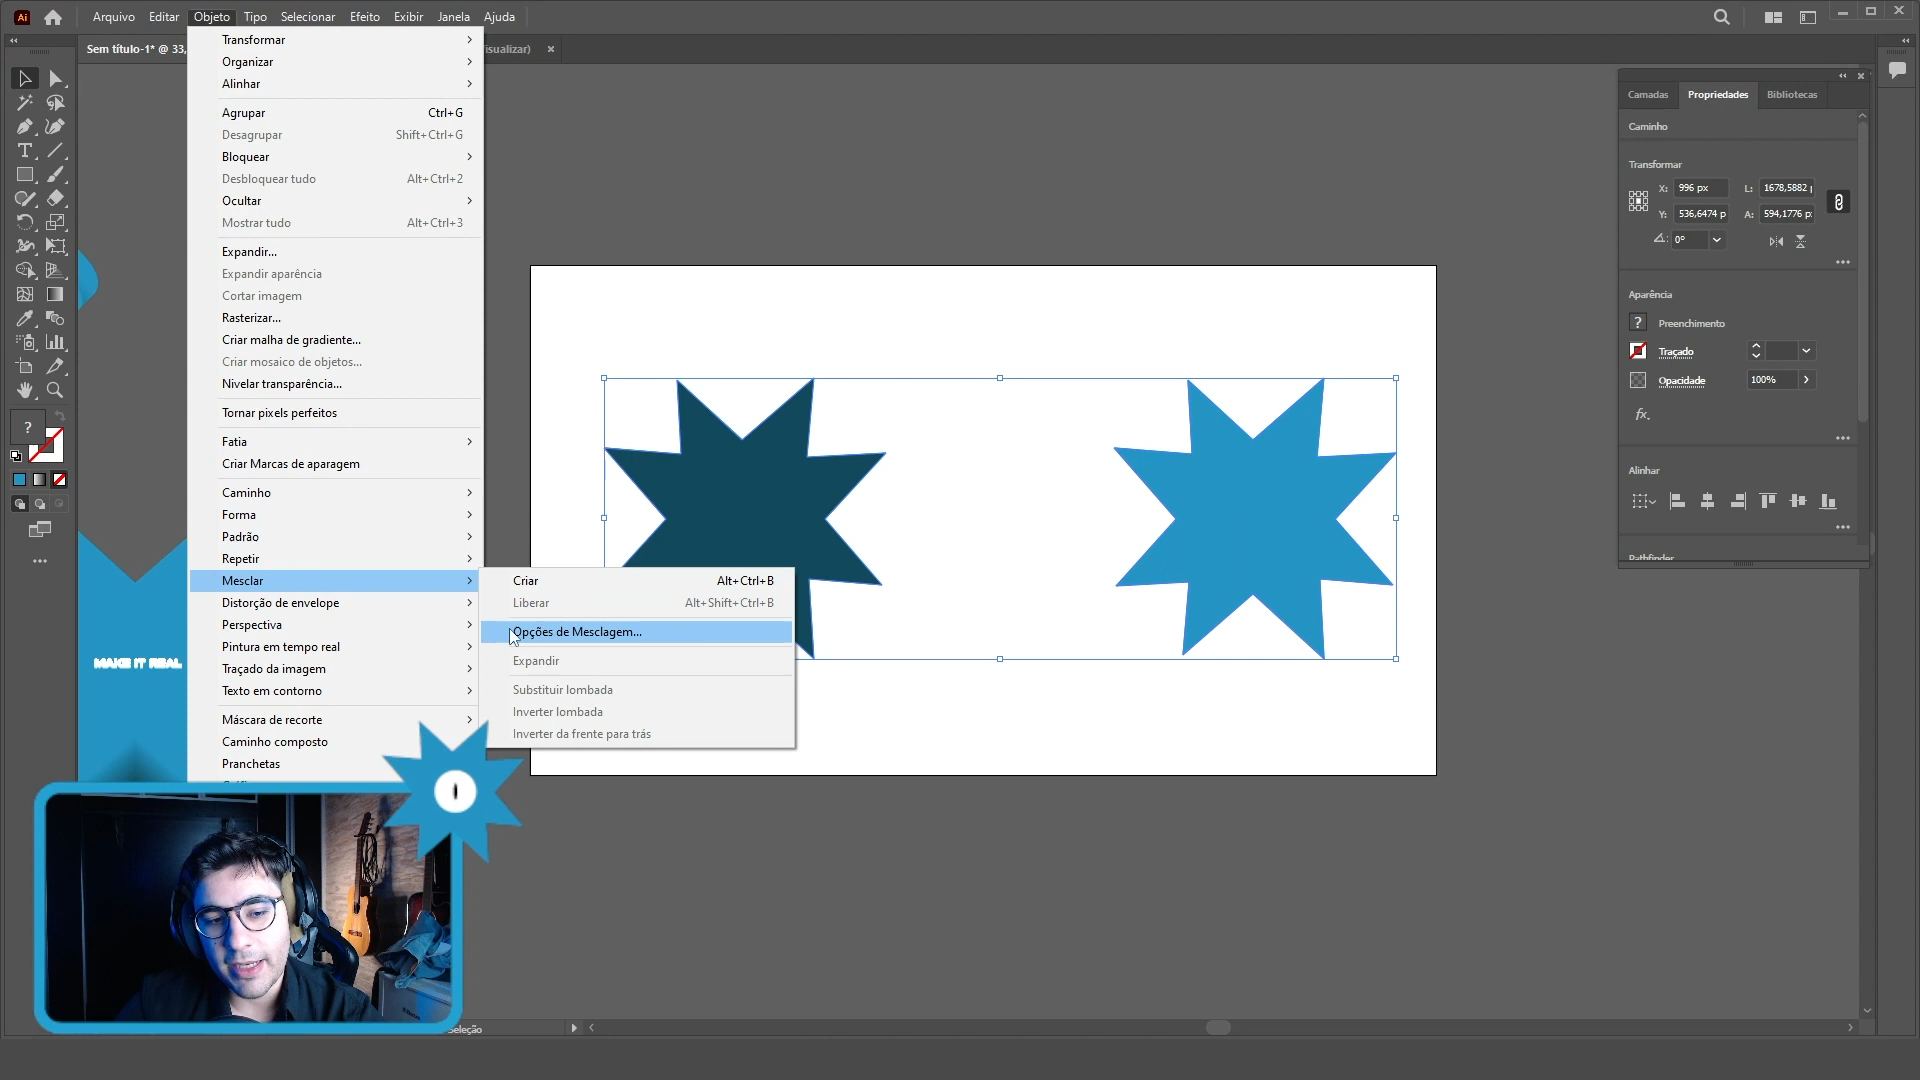 Ai
Arquivo Editar Objeto Tipo Selecionar Efeito Exibir Janela Ajuda
Sem título-1* @ 33,
isualizar) ×
Transformar
Organizar
Alinhar
Agrupar Ctrl+G
Desagrupar Shift+Ctrl+G
Bloquear
Desbloquear tudo Alt+Ctrl+2
Ocultar
Mostrar tudo Alt+Ctrl+3
Expandir...
Expandir aparência
Cortar imagem
Rasterizar...
Criar malha de gradiente...
Criar mosaico de objetos...
Nivelar transparência...
Tornar pixels perfeitos
Fatia
Criar Marcas de aparagem
Caminho
Forma
Padrão
Repetir
Mesclar
Distorção de envelope
Perspectiva
Pintura em tempo real
Traçado da imagem
Texto em contorno
Máscara de recorte
Caminho composto
Pranchetas
Criar Alt+Ctrl+B
Liberar Alt+Shift+Ctrl+B
Opções de Mesclagem...
Expandir
Substituir lombada
Inverter lombada
Inverter da frente para trás
MAKE IT REAL
Seleção
Camadas Propriedades Bibliotecas
Caminho
Transformar
X: 996 px L: 1678,5882
Y: 536,6474 p A: 594,1776 p
0°
Aparência
? Preenchimento
Traçado
Opacidade 100%
fx.
Alinhar
Pathfinder
?